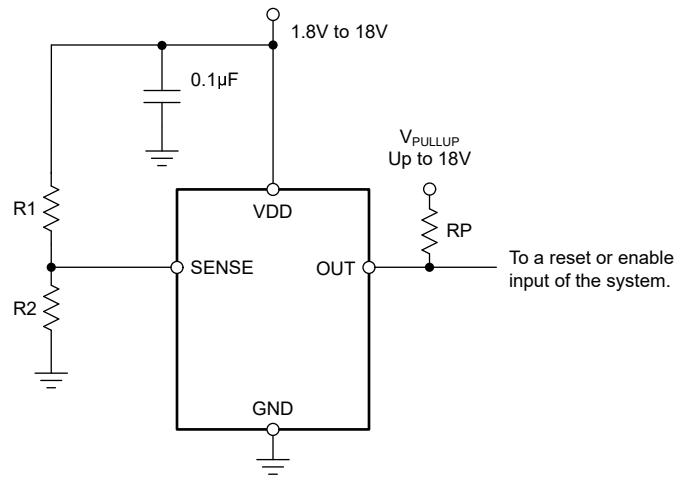 1.8V to 18V
0.1µF
VPULLUP
Up to 18V
R1
VDD
RP
SENSE
OUT
To a reset or enable
input of the system.
R2
GND